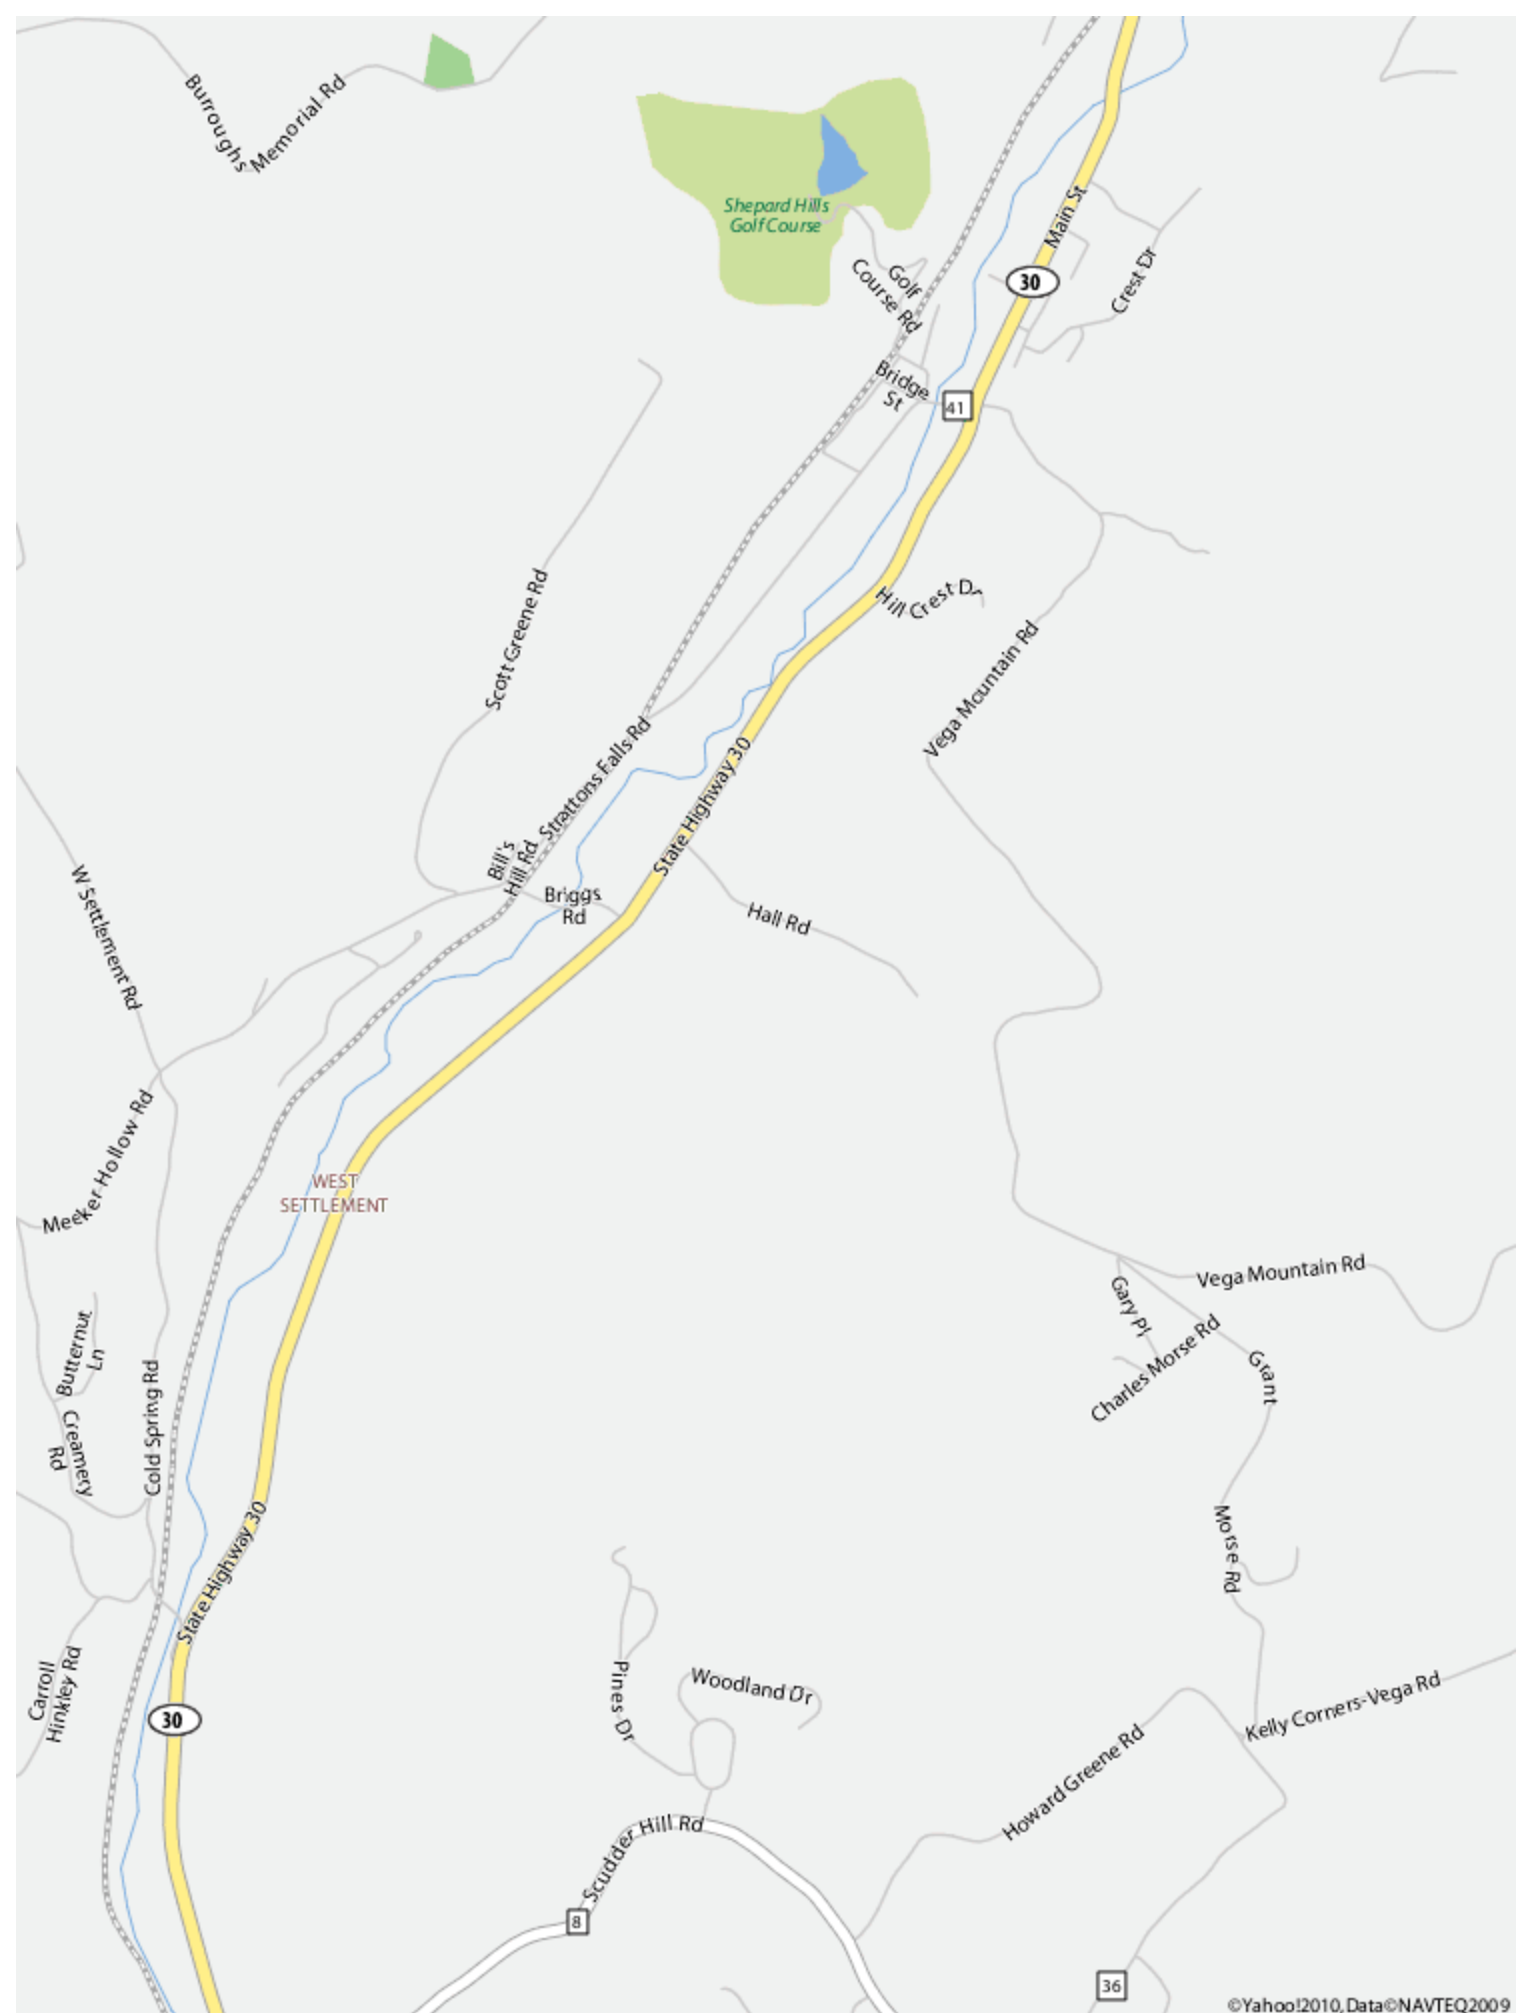 Burroughs
Memorial Rd
Shepard Hills
Golf Course
Main St
30
Crest Dr
Golf
Course Rd
Bridge
St
41
Hill Crest Dr
Scott Greene Rd
Vega Mountain Rd
Strattons Falls Rd
State Highway 30
Bill's
Hill Rd
Briggs
Rd
Hall Rd
W Settlement Rd
Meeker Hollow Rd
WEST
SETTLEMENT
Vega Mountain Rd
Gary Pl
Charles Morse Rd
Grant
Morse Rd
Butternut
Ln
Creamery
Rd
Cold Spring Rd
State Highway 30
Carroll
Hinkley Rd
30
Pines Dr
Woodland Dr
Kelly Corners-Vega Rd
Howard Greene Rd
Scudder Hill Rd
8
36
©Yahoo!2010, Data©NAVTEQ2009